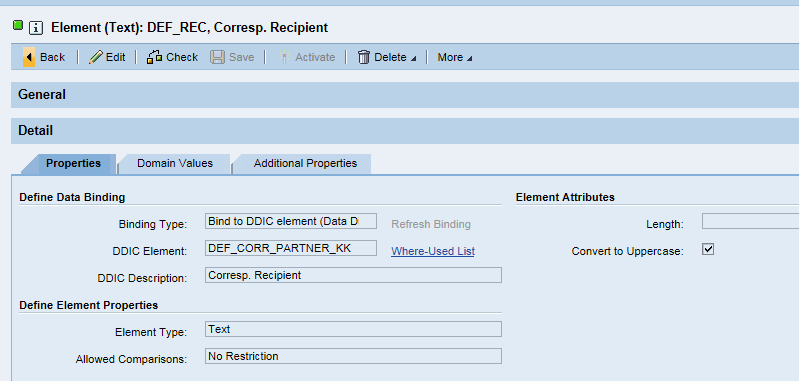 Element (Text): DEF_REC, Corresp. Recipient
Back Edit Check Save Activate Delete More
General
Detail
Properties Domain Values Additional Properties
Define Data Binding Element Attributes
Binding Type: Bind to DDIC element (Data Refresh Binding Length:
DDIC Element: DEF_CORR_PARTNER_KK Where-Used List Convert to Uppercase:
DDIC Description: Corresp. Recipient
Define Element Properties
Element Type: Text
Allowed Comparisons: No Restriction